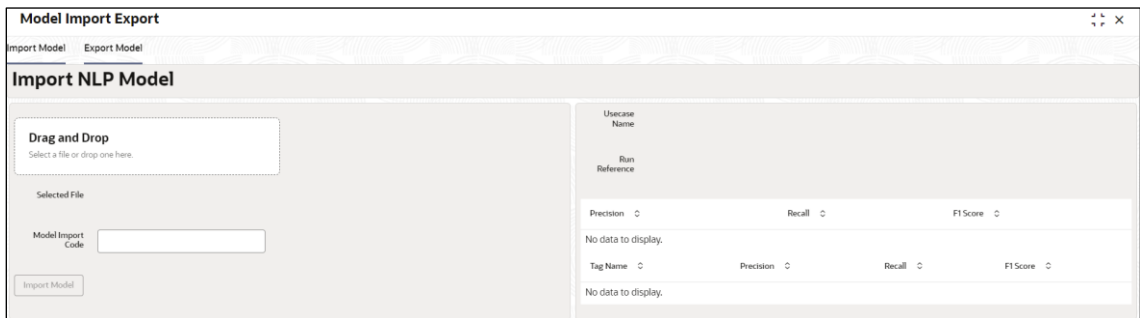 Model Import Export
Import Model Export Model
Import NLP Model
Drag and Drop
Select a file or drop one here.
Selected File
Model Import
Code
Import Model
Usecase
Name
Run
Reference
Precision Recall F1 Score
No data to display.
Tag Name Precision Recall F1 Score
No data to display.